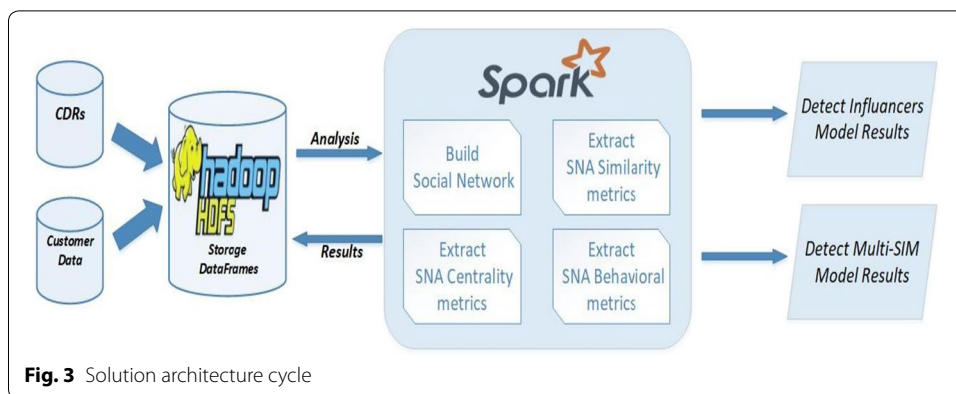 CDRs
Customer
Data
hadoop
HDFS
Storage
DataFrames
Analysis
Results
Spark
Build
Social Network
Extract
SNA Similarity
metrics
Extract
SNA Centrality
metrics
Extract
SNA Behavioral
metrics
Detect Influancers
Model Results
Detect Multi-SIM
Model Results
Fig. 3 Solution architecture cycle